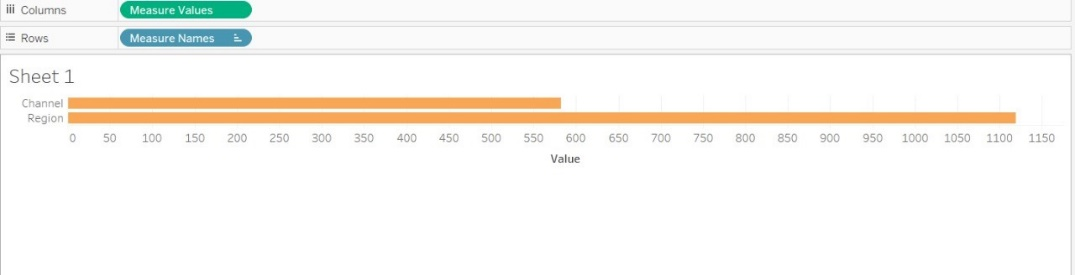 Columns Measure Values
Rows Measure Names
Sheet 1
Channel
Region
0 50 100 150 200 250 300 350 400 450 500 550 600 650 700 750 800 850 900 950 1000 1050 1100 1150
Value